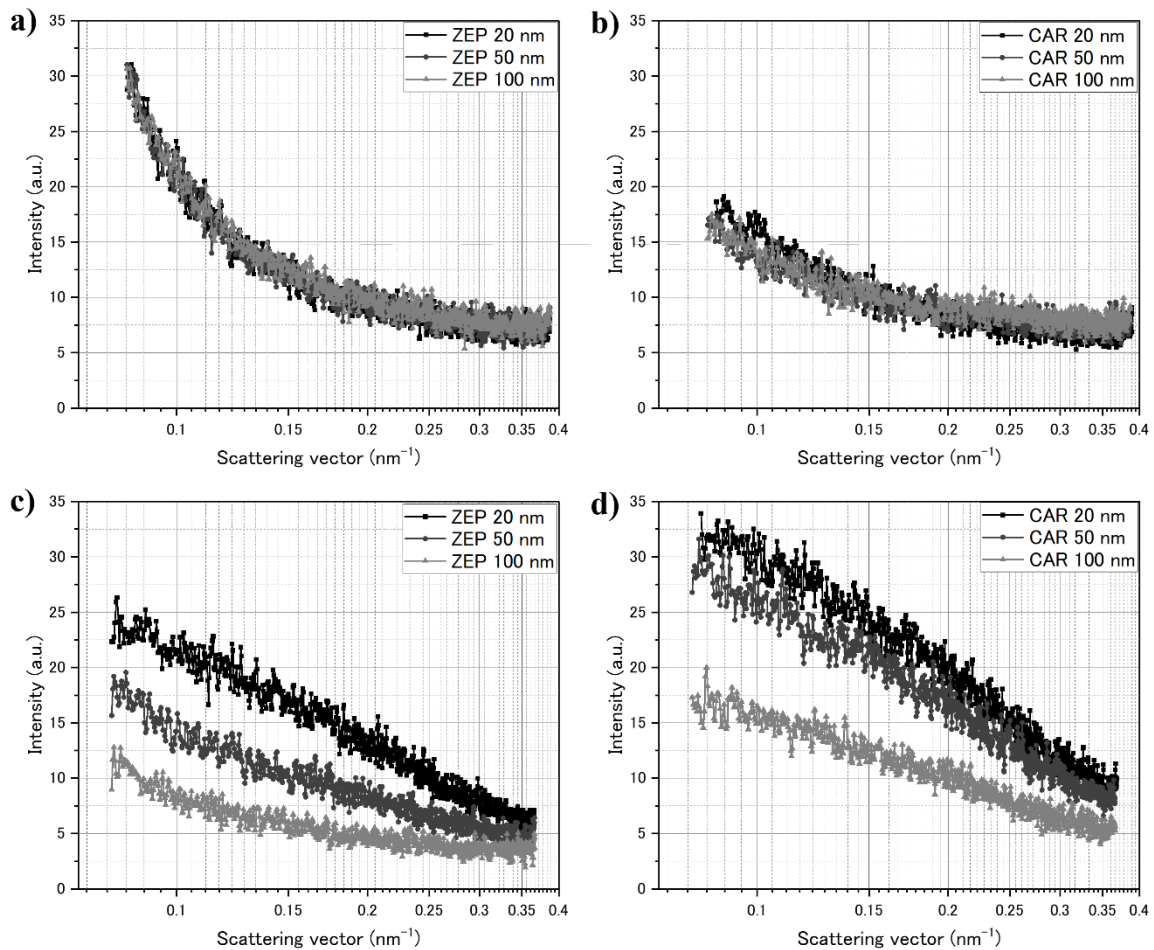 a)
ZEP 20 nm
ZEP 50 nm
ZEP 100 nm
Intensity (a.u.)
35
30
25
20
15
10
5
0
0.1 0.15 0.2 0.25 0.3 0.35 0.4
Scattering vector (nm⁻¹)
b)
CAR 20 nm
CAR 50 nm
CAR 100 nm
Intensity (a.u.)
35
30
25
20
15
10
5
0
0.1 0.15 0.2 0.25 0.3 0.35 0.4
Scattering vector (nm⁻¹)
c)
ZEP 20 nm
ZEP 50 nm
ZEP 100 nm
Intensity (a.u.)
35
30
25
20
15
10
5
0
0.1 0.15 0.2 0.25 0.3 0.35 0.4
Scattering vector (nm⁻¹)
d)
CAR 20 nm
CAR 50 nm
CAR 100 nm
Intensity (a.u.)
35
30
25
20
15
10
5
0
0.1 0.15 0.2 0.25 0.3 0.35 0.4
Scattering vector (nm⁻¹)